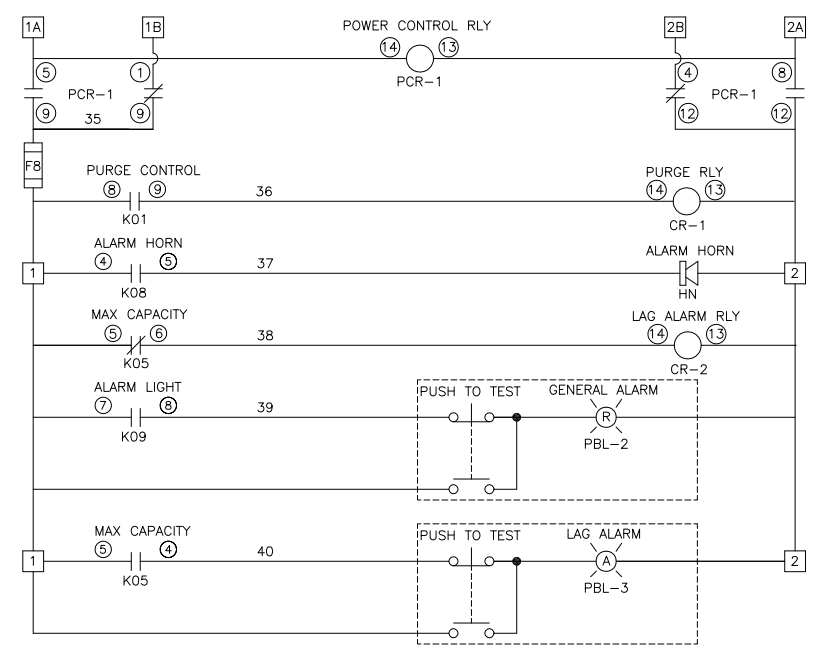 1A 1B POWER CONTROL RLY 2B 2A
14 13
5 1 PCR-1 4 8
PCR-1 PCR-1
9 9 12 12
35
F8
PURGE CONTROL PURGE RLY
8 9 36 14 13
K01 CR-1
ALARM HORN ALARM HORN
4 5 37
1 2
K08 HN
MAX CAPACITY LAG ALARM RLY
5 6 38 14 13
K05 CR-2
ALARM LIGHT PUSH TO TEST GENERAL ALARM
7 8 39
R
K09 PBL-2
MAX CAPACITY PUSH TO TEST LAG ALARM
5 4 40
1 A 2
K05 PBL-3